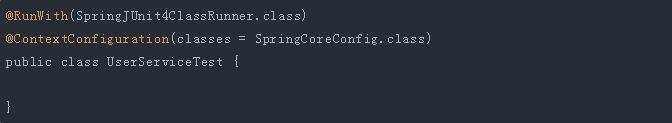 @RunWith(SpringJUnit4ClassRunner.class)
@ContextConfiguration(classes = SpringCoreConfig.class)
public class UserServiceTest {
}